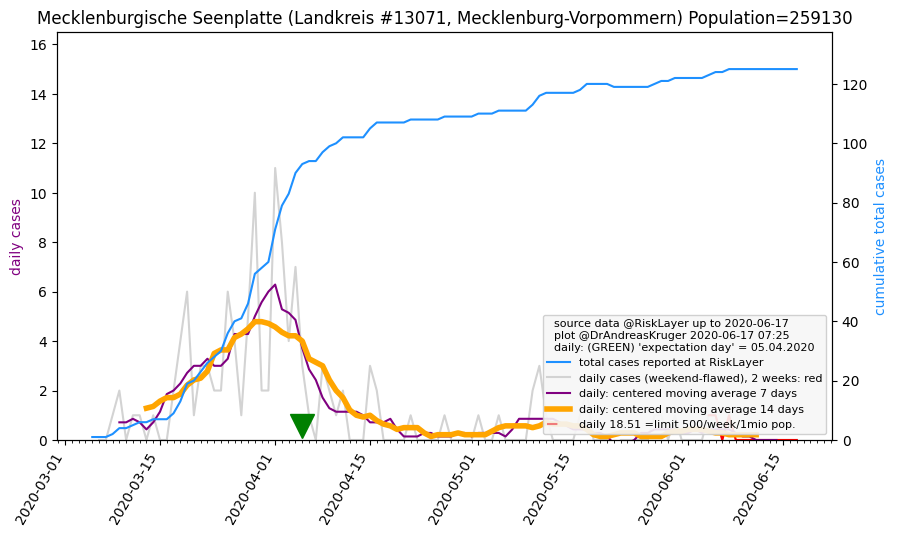 Mecklenburgische Seenplatte (Landkreis #13071, Mecklenburg-Vorpommern) Population=259130
16
14
12
10
8
6
4
2
0
daily cases
120
100
80
60
40
20
0
cumulative total cases
source data @RiskLayer up to 2020-06-17
plot @DrAndreasKruger 2020-06-17 07:25
daily: (GREEN) 'expectation day' = 05.04.2020
total cases reported at RiskLayer
daily cases (weekend-flawed), 2 weeks: red
daily: centered moving average 7 days
daily: centered moving average 14 days
daily 18.51 =limit 500/week/1mio pop.
2020-03-01
2020-03-15
2020-04-01
2020-04-15
2020-05-01
2020-05-15
2020-06-01
2020-06-15